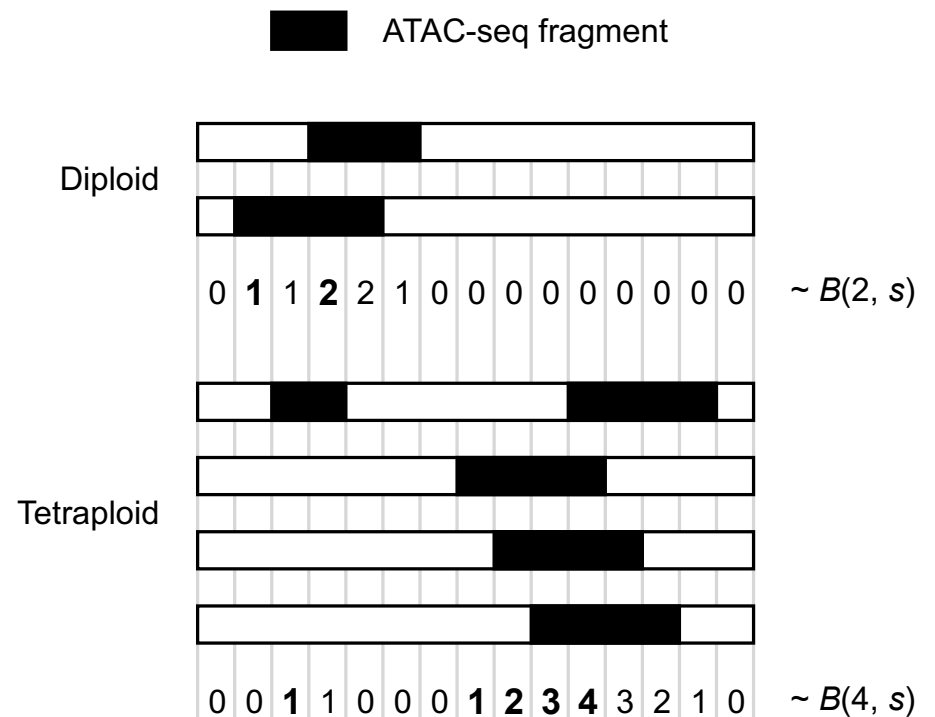 ATAC-seq fragment
Diploid
0 1 1 2 2 1 0 0 0 0 0 0 0 0 0 ~ B(2, s)
Tetraploid
0 0 1 1 0 0 0 1 2 3 4 3 2 1 0 ~ B(4, s)